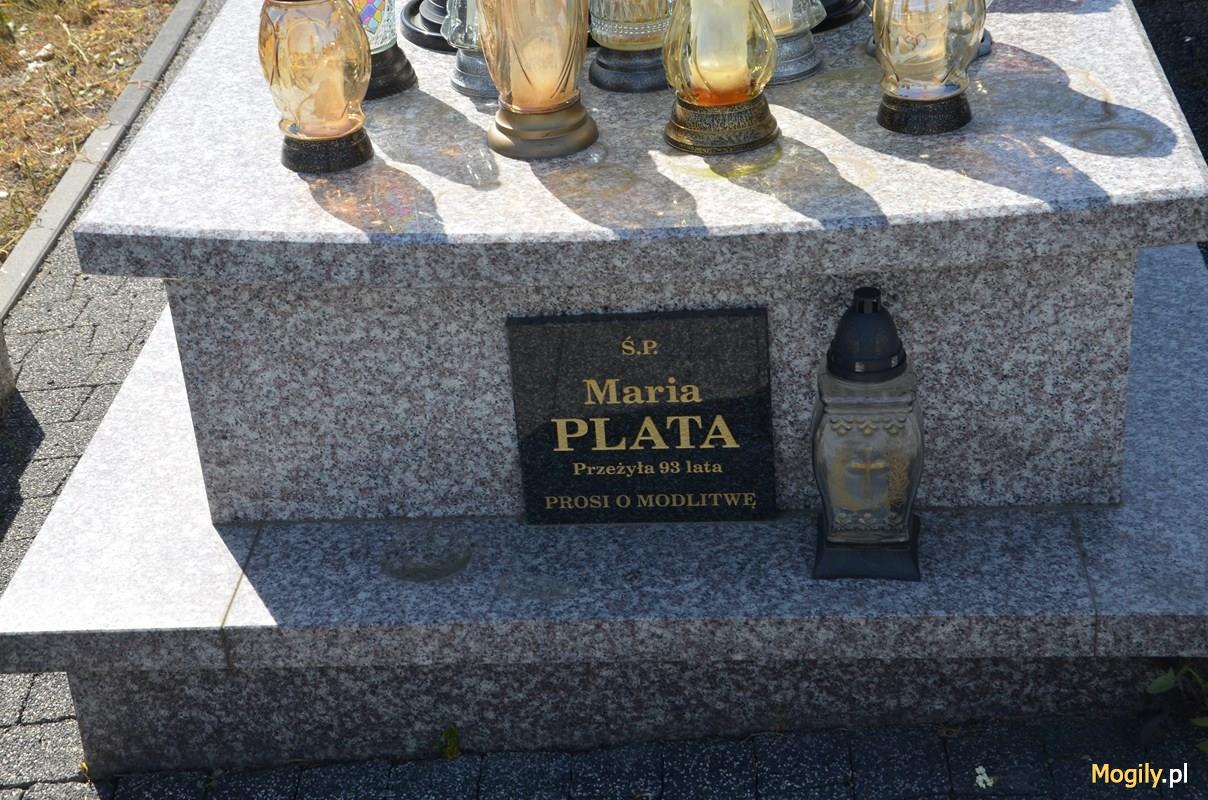 Ś.P.
Maria
PLATA
Przeżyła 93 lata
PROSI O MODLITWĘ
Mogily.pl